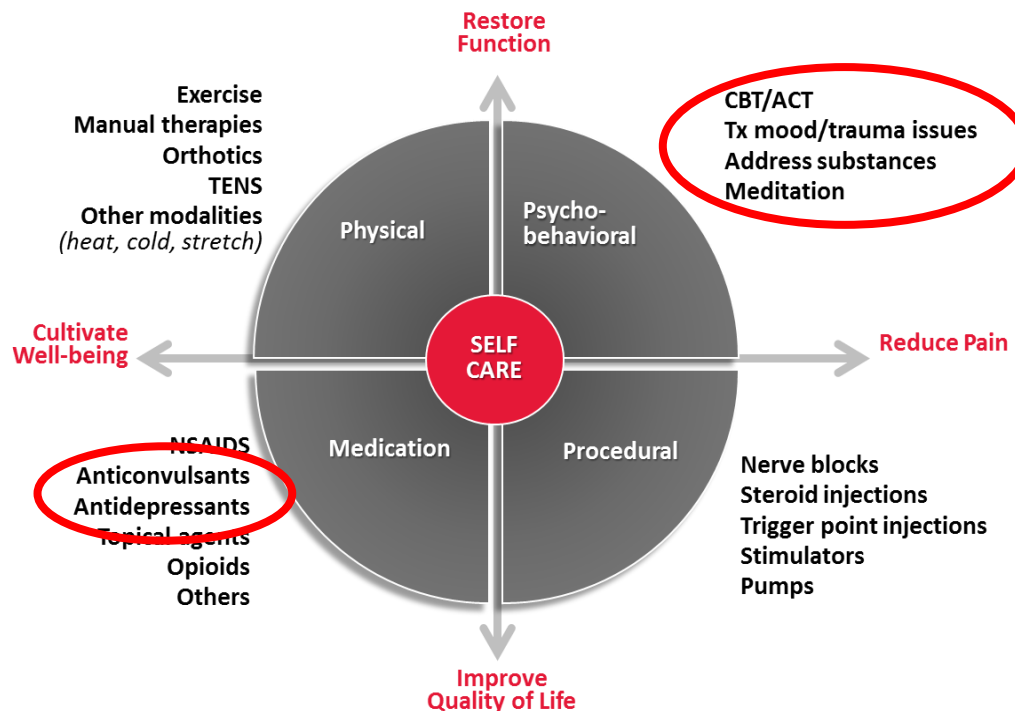 Restore
Function
Exercise
Manual therapies
Orthotics
TENS
Other modalities
(heat, cold, stretch)
CBT/ACT
Tx mood/trauma issues
Address substances
Meditation
Physical
Psycho-
behavioral
Cultivate
Well-being
SELF
CARE
Reduce Pain
Medication
Procedural
NSAIDS
Anticonvulsants
Antidepressants
Topical agents
Opioids
Others
Nerve blocks
Steroid injections
Trigger point injections
Stimulators
Pumps
Improve
Quality of Life